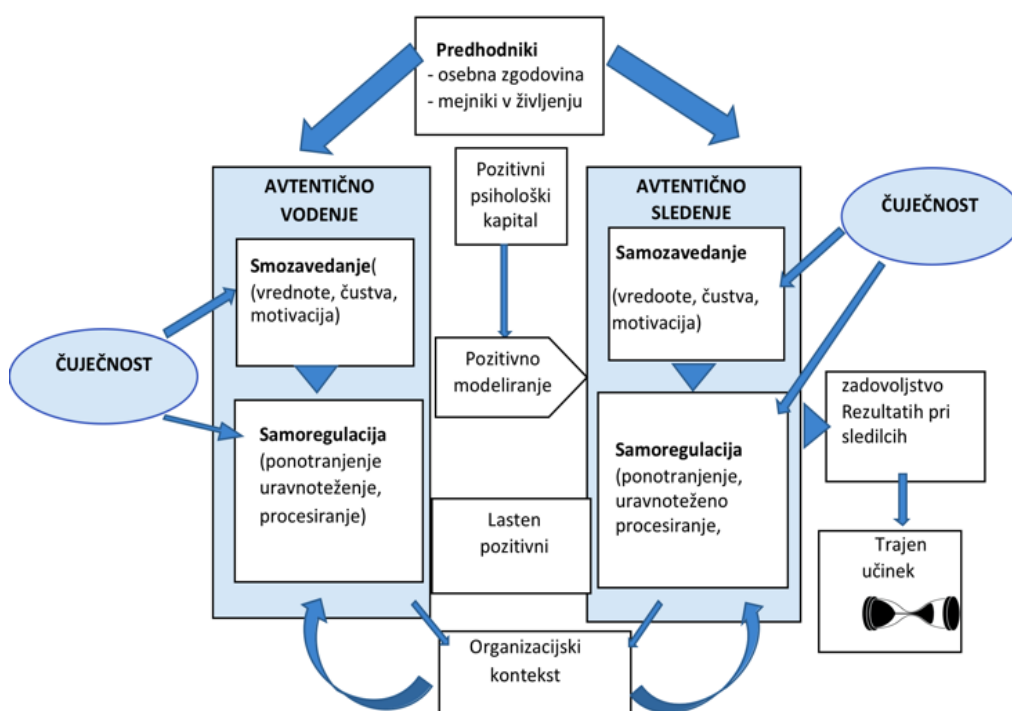 Predhodniki
- osebna zgodovina
- mejniki v življenju
AVTENTIČNO
VODENJE
Smozavedanje(
(vrednote, čustva,
motivacija)
Samoregulacija
(ponotranjenje
uravnoteženje,
procesiranje)
ČUJEČNOST
Pozitivni
psihološki
kapital
Pozitivno
modeliranje
Lasten
pozitivni
Organizacijski
kontekst
AVTENTIČNO
SLEDENJE
Samozavedanje
(vredoote, čustva,
motivacija)
Samoregulacija
(ponotranjenje,
uravnoteženo
procesiranje,
ČUJEČNOST
zadovoljstvo
Rezultatih pri
sledilcih
Trajen
učinek